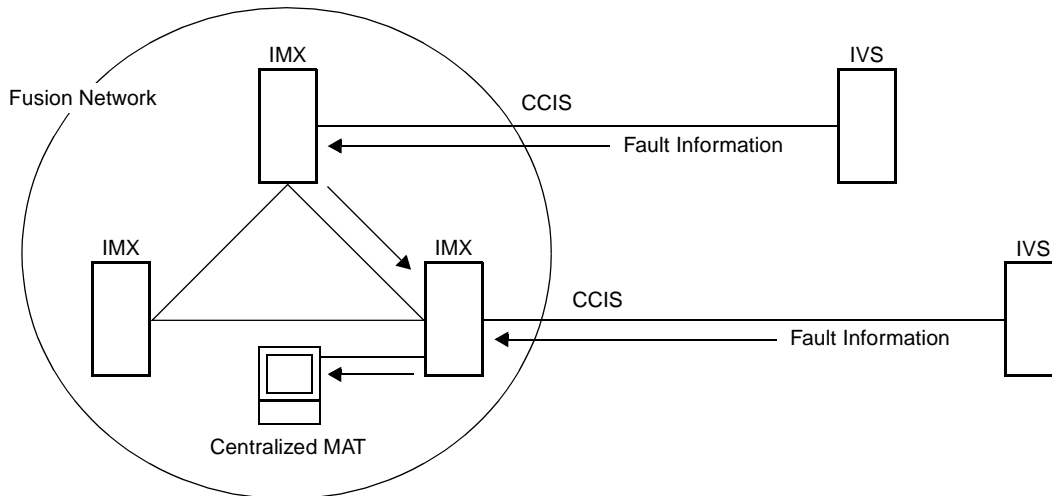 IMX
IVS
Fusion Network
CCIS
Fault Information
IMX
IMX
IVS
CCIS
Fault Information
Centralized MAT